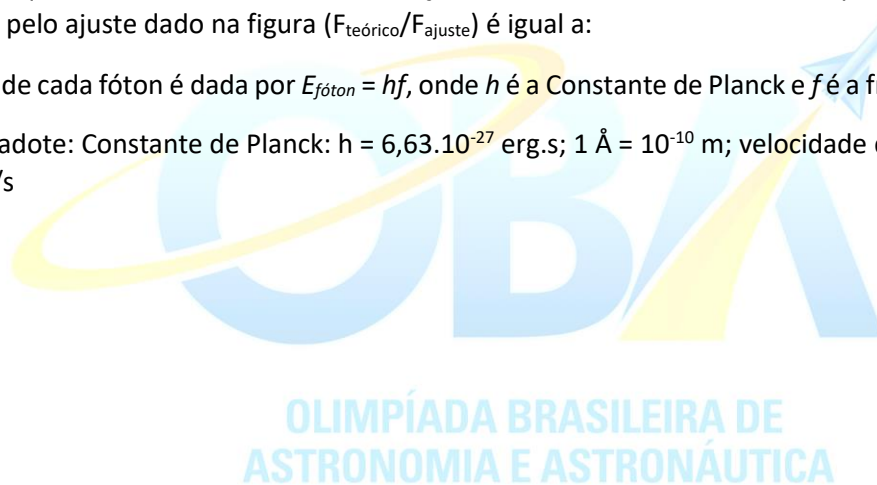 pelo ajuste dado na figura (Fteórico/Fajuste) é igual a:
de cada fóton é dada por Efóton = hf, onde h é a Constante de Planck e f é a f
adote: Constante de Planck: h = 6,63.10-27 erg.s; 1 Å = 10-10 m; velocidade
/s
OBA
OLIMPÍADA BRASILEIRA DE
ASTRONOMIA E ASTRONÁUTICA